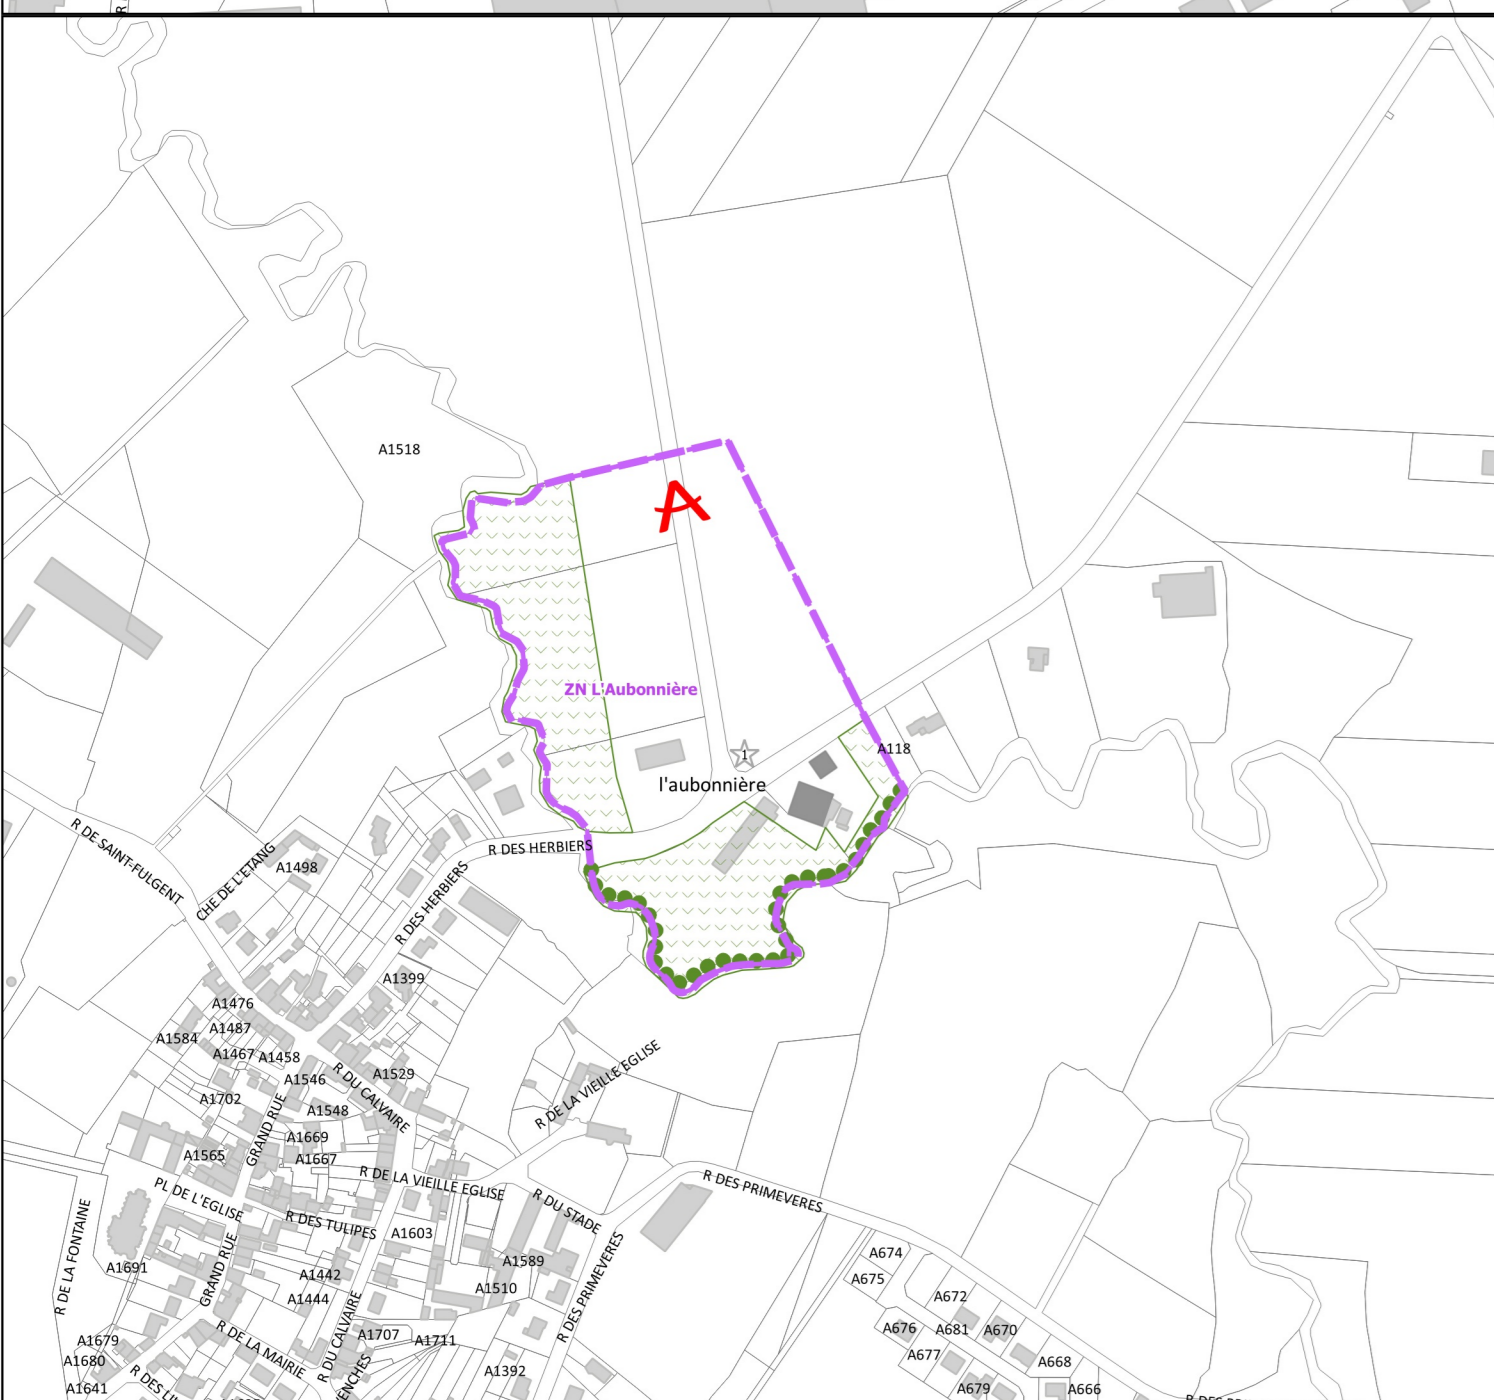 R
A1518
A
ZN L'Aubonnière
A118
1
l'aubonnière
R DE SAINT-FULGENT
CHE DE L'ETANG
A1498
R DES HERBIERS
R DES HERBIERS
A1399
A1476
A1487
A1584
A1467
A1458
A1546
R DU CALVAIRE
A1529
A1702
A1548
R DE LA VIEILLE EGLISE
GRAND RUE
A1669
A1565
A1667
R DE LA VIEILLE EGLISE
R DES PRIMEVERES
PL DE L'EGLISE
R DU STADE
R DES TULIPES
A1603
R DE LA FONTAINE
A1691
GRAND RUE
A1442
A1589
A1510
A1444
R DES PRIMEVERES
A674
A675
A672
R DU CALVAIRE
A1679
R DE LA MAIRIE
A1707
A1711
A676
A681
A670
A677
A1680
A668
A1641
R DES LI
ENCHES
A1392
A679
A666